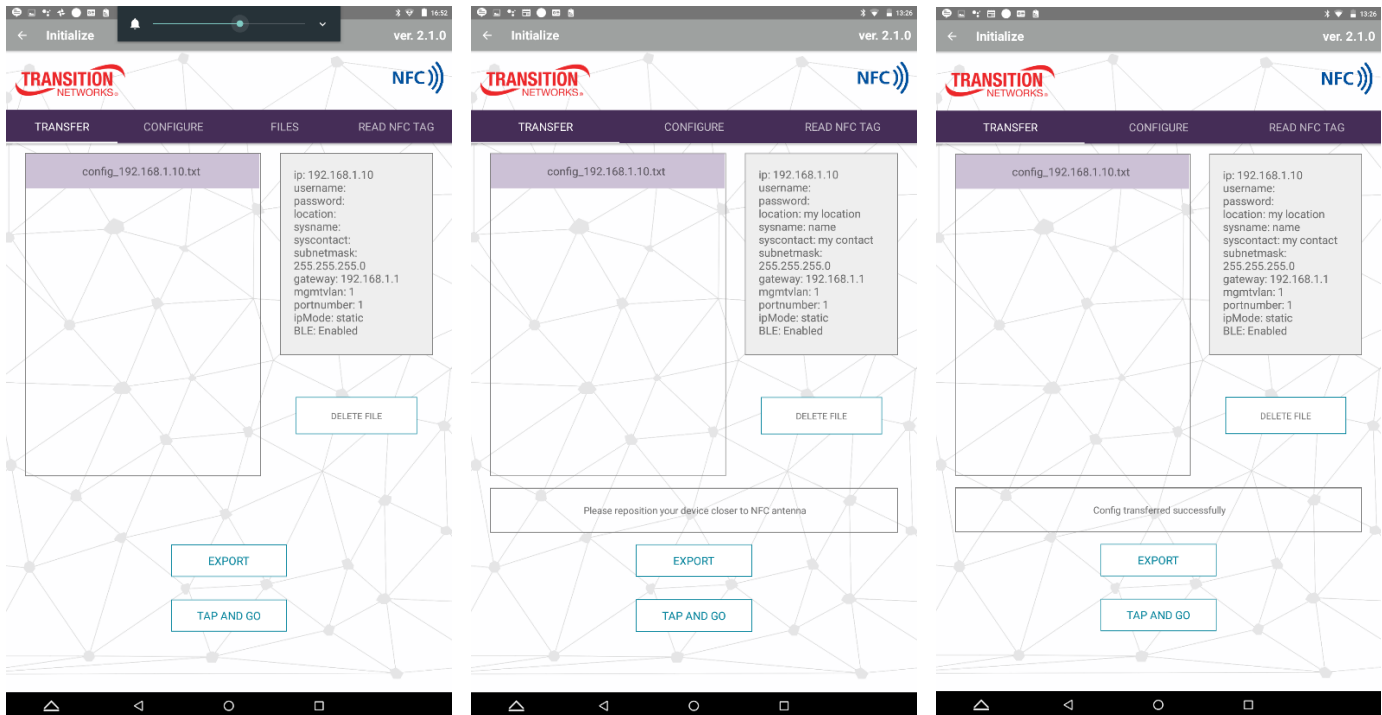 16:52
Initialize
ver. 2.1.0
TRANSITION
NETWORKS®
NFC
TRANSFER CONFIGURE FILES READ NFC TAG
config_192.168.1.10.txt
ip: 192.168.1.10
username:
password:
location:
sysname:
syscontact:
subnetmask:
255.255.255.0
gateway: 192.168.1.1
mgmtvlan: 1
portnumber: 1
ipMode: static
BLE: Enabled
DELETE FILE
EXPORT
TAP AND GO
13:26
Initialize
ver. 2.1.0
TRANSITION
NETWORKS®
NFC
TRANSFER CONFIGURE READ NFC TAG
config_192.168.1.10.txt
ip: 192.168.1.10
username:
password:
location: my location
sysname: name
syscontact: my contact
subnetmask:
255.255.255.0
gateway: 192.168.1.1
mgmtvlan: 1
portnumber: 1
ipMode: static
BLE: Enabled
DELETE FILE
Please reposition your device closer to NFC antenna
EXPORT
TAP AND GO
13:26
Initialize
ver. 2.1.0
TRANSITION
NETWORKS®
NFC
TRANSFER CONFIGURE READ NFC TAG
config_192.168.1.10.txt
ip: 192.168.1.10
username:
password:
location: my location
sysname: name
syscontact: my contact
subnetmask:
255.255.255.0
gateway: 192.168.1.1
mgmtvlan: 1
portnumber: 1
ipMode: static
BLE: Enabled
DELETE FILE
Config transferred successfully
EXPORT
TAP AND GO